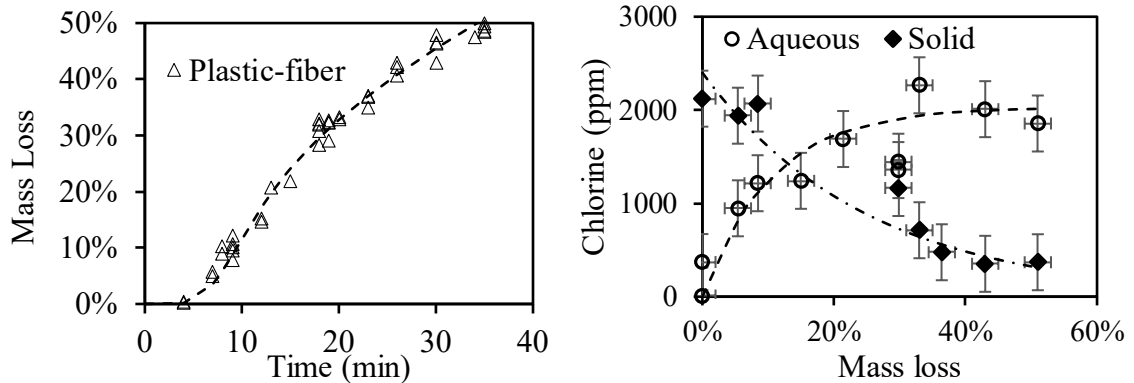 50%
40%
30%
20%
10%
0%
Mass Loss
Plastic-fiber
0
10
20
30
40
Time (min)
3000
2000
1000
0
Chlorine (ppm)
Aqueous
Solid
0%
20%
40%
60%
Mass loss